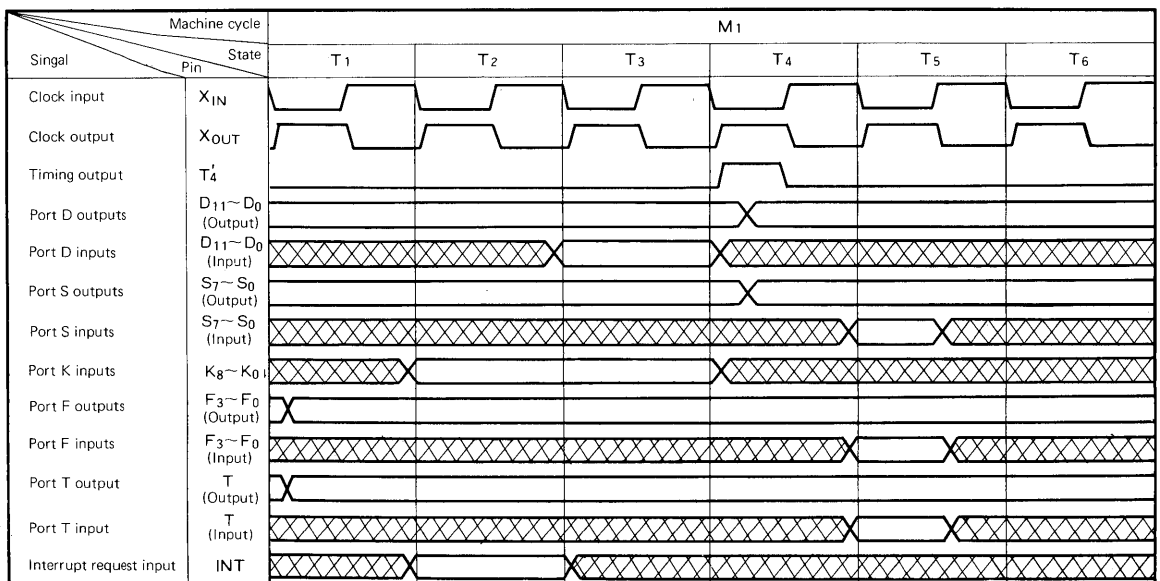 Machine cycle M1
Singal Pin State T1 T2 T3 T4 T5 T6
Clock input XIN
Clock output XOUT
Timing output T4′
Port D outputs D11~D0 (Output)
Port D inputs D11~D0 (Input)
Port S outputs S7~S0 (Output)
Port S inputs S7~S0 (Input)
Port K inputs K8~K0
Port F outputs F3~F0 (Output)
Port F inputs F3~F0 (Input)
Port T output T (Output)
Port T input T (Input)
Interrupt request input INT